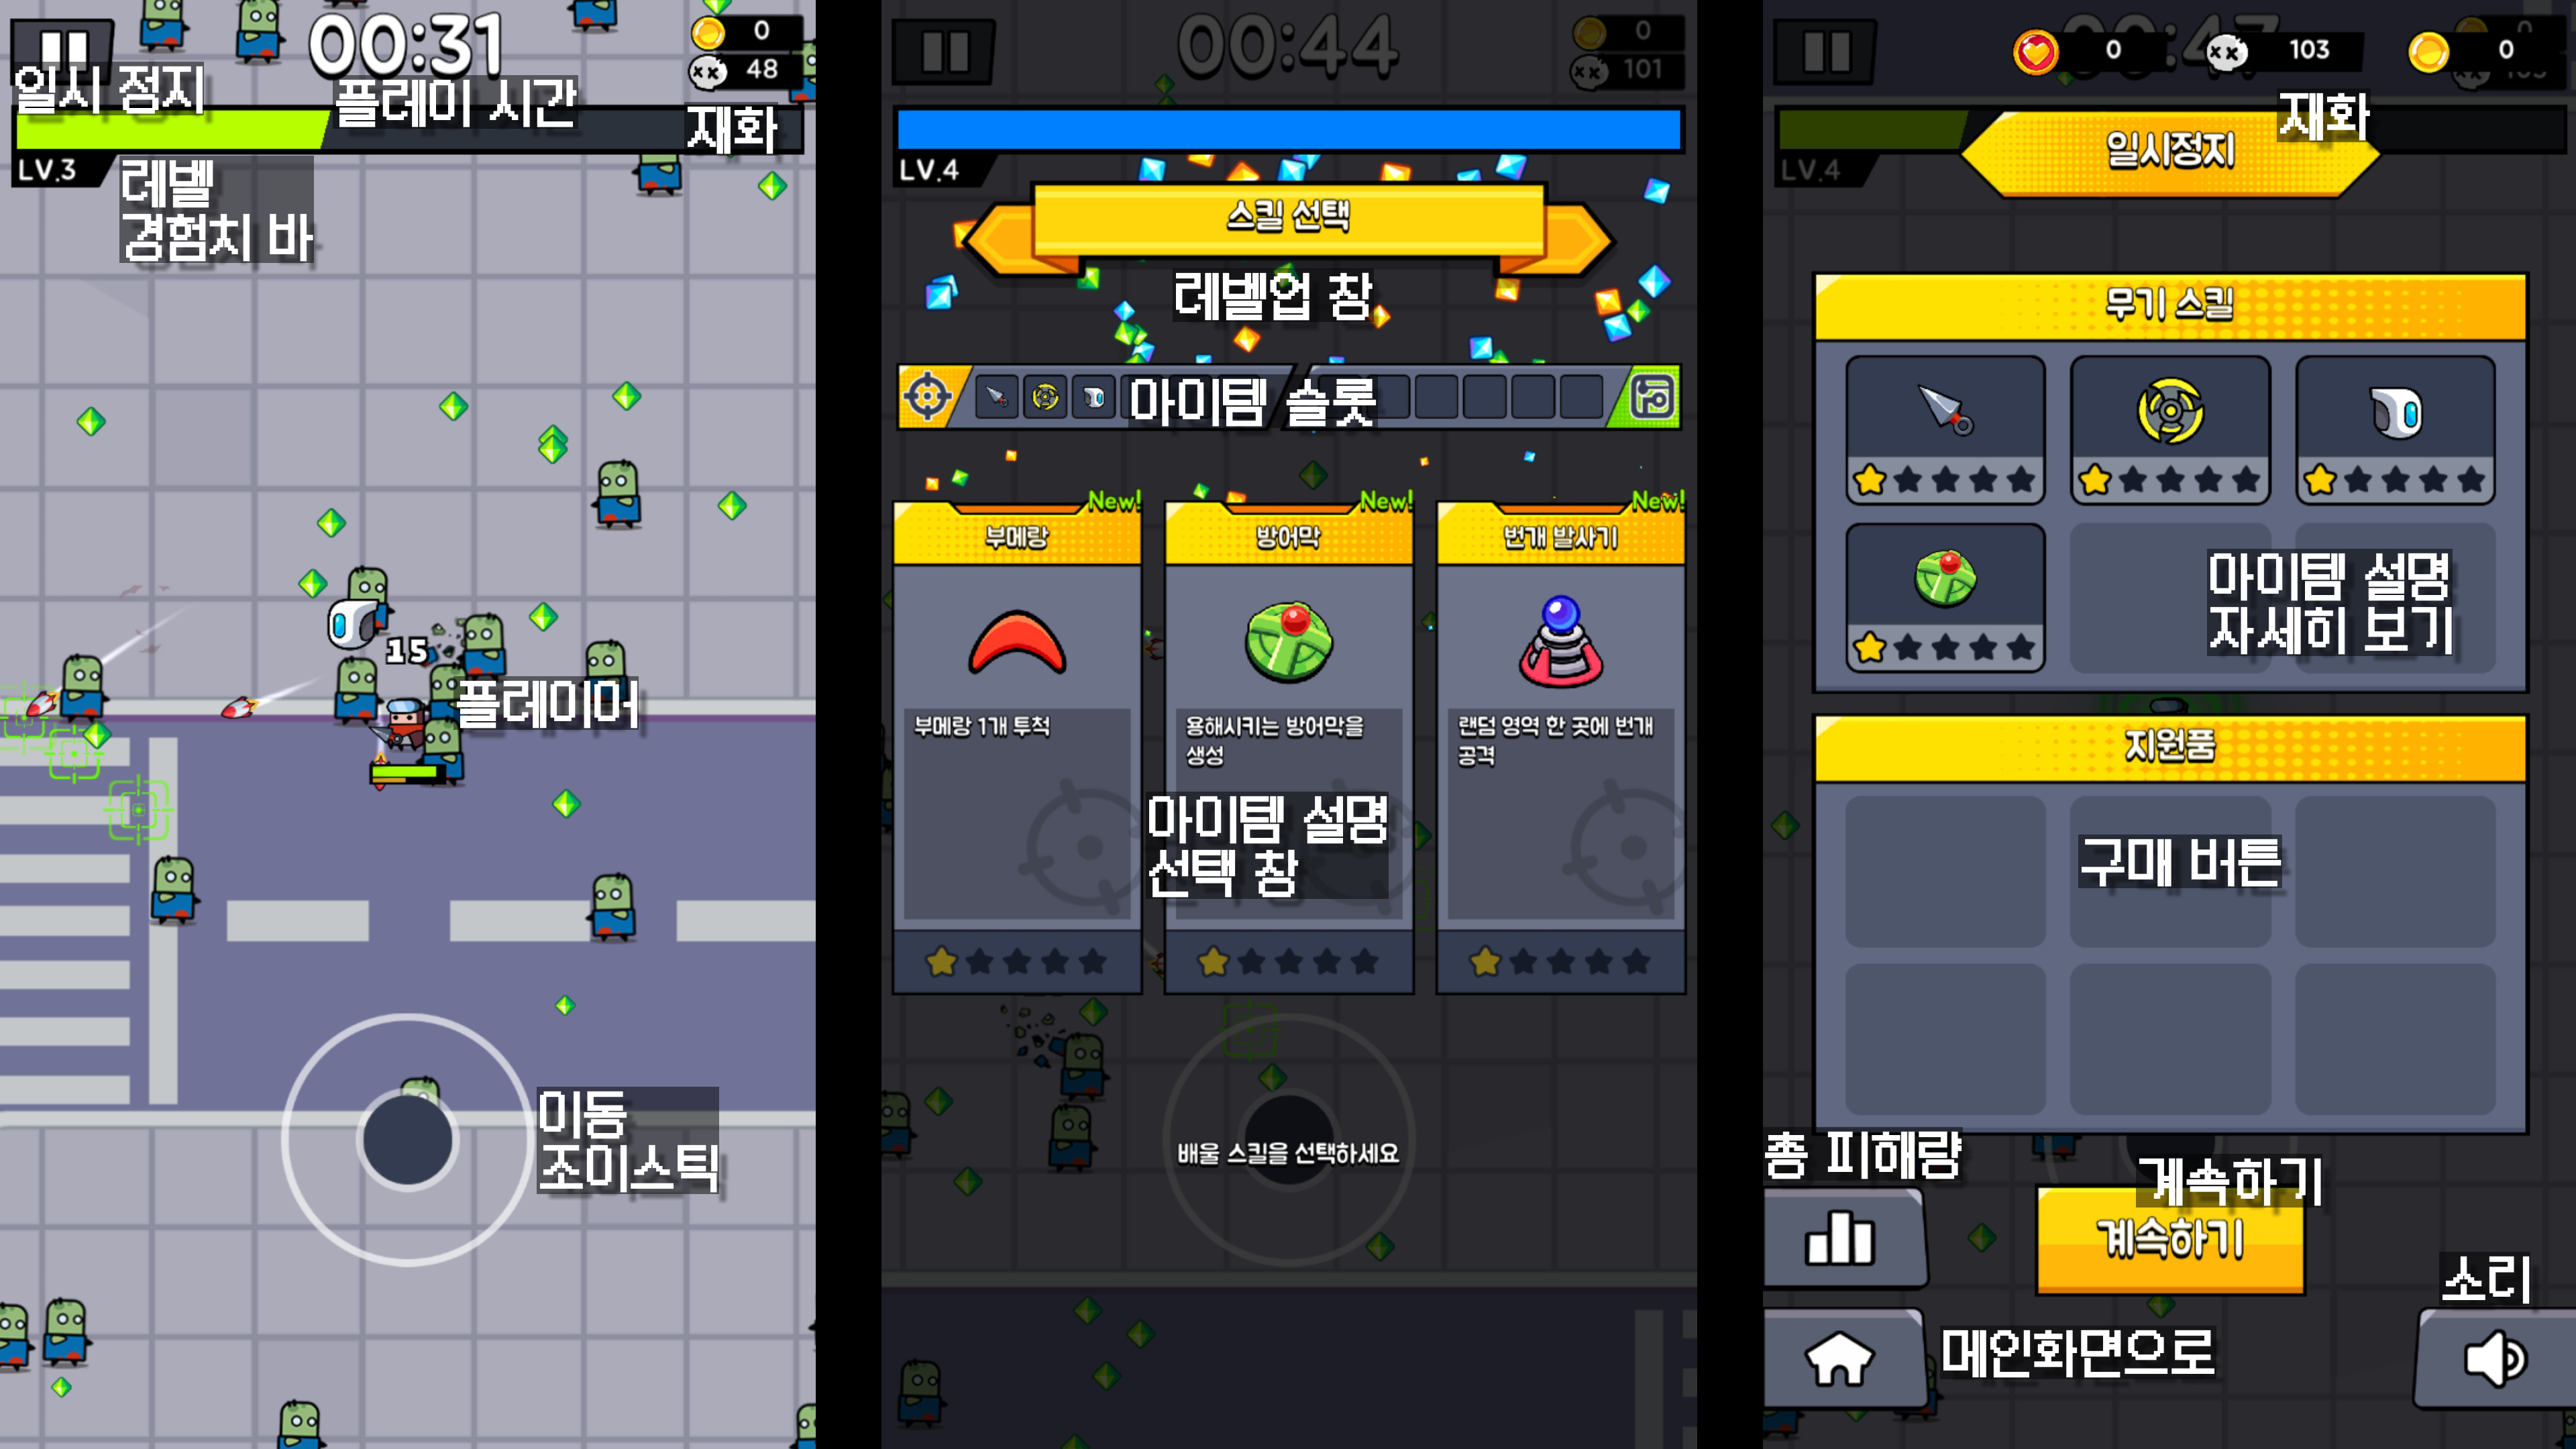 00:31
0
48
일시 정지
플레이 시간
재화
LV.3
레벨
경험치 바
15
플레이어
이동
조이스틱
00:44
0
101
LV.4
스킬 선택
레벨업 창
아이템 슬롯
New!
New!
New!
부메랑
방어막
번개 발사기
부메랑 1개 투척
용해시키는 방어막을
생성
랜덤 영역 한 곳에 번개
공격
아이템 설명
선택 창
배울 스킬을 선택하세요
00:47
0
103
0
0
103
재화
일시정지
LV.4
무기 스킬
아이템 설명
자세히 보기
지원품
구매 버튼
총 피해량
계속하기
계속하기
소리
메인화면으로